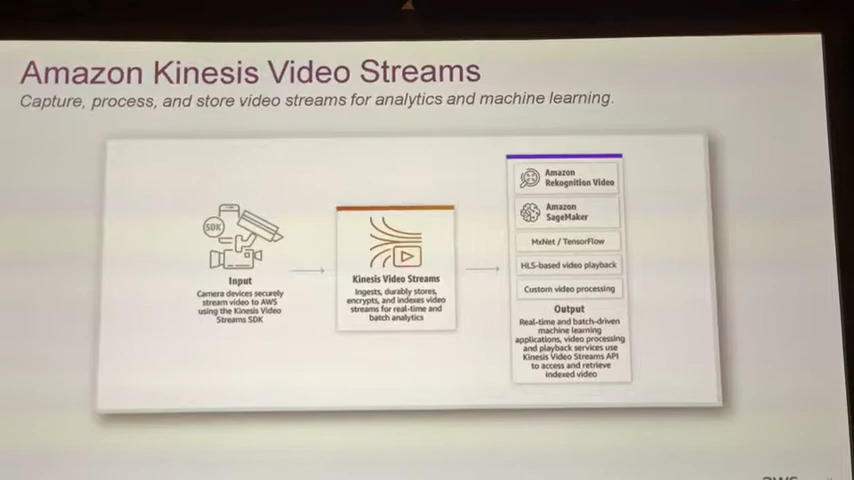 Amazon Kinesis Video Streams
Capture, process, and store video streams for analytics and machine learning.
SDK
Input
Camera devices securely
stream video to AWS
using the Kinesis Video
Streams SDK
Kinesis Video Streams
Ingests, durably stores,
encrypts, and indexes video
streams for real-time and
batch analytics
Amazon
Rekognition Video
Amazon
SageMaker
MxNet / TensorFlow
HLS-based video playback
Custom video processing
Output
Real-time and batch-driven
machine learning
applications, video processing
and playback services use
Kinesis Video Streams API
to access and retrieve
indexed video